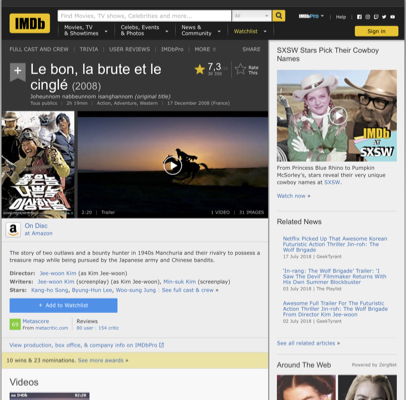 IMDb
Find Movies, TV shows, Celebrities and more...
All
Movies, TV
& Showtimes
Celebs, Events
& Photos
News &
Community
Watchlist
IMDbPro
Help
Sign in
FULL CAST AND CREW | TRIVIA | USER REVIEWS | IMDbPro | MORE
SHARE
Le bon, la brute et le
cinglé (2008)
Joheunnom nabbeunnom isanghannom (original title)
Tous publics | 2h 19min | Action, Adventure, Western | 17 December 2008 (France)
7,3
Rate
This
2:20 | Trailer
1 VIDEO | 31 IMAGES
a
On Disc
at Amazon
The story of two outlaws and a bounty hunter in 1940s Manchuria and their rivalry to possess a
treasure map while being pursued by the Japanese army and Chinese bandits.
Director: Jee-woon Kim (as Kim Jee-woon)
Writers: Jee-woon Kim (screenplay) (as Kim Jee-woon), Min-suk Kim (screenplay)
Stars: Kang-ho Song, Byung-Hun Lee, Woo-sung Jung | See full cast & crew »
+ Add to Watchlist
Metascore
From metacritic.com
Reviews
80 user | 154 critic
View production, box office, & company info on IMDbPro
10 wins & 23 nominations. See more awards »
Videos
SXSW Stars Pick Their Cowboy
Names
IMDb
at
SXSW
From Princess Blue Rhino to Pumpkin
McSorley's, stars reveal their very unique
cowboy names at SXSW.
Watch now »
Related News
Netflix Picked Up That Awesome Korean
Futuristic Action Thriller Jin-roh: The Wolf
Brigade
17 July 2018 | GeekTyrant
'In-rang: The Wolf Brigade' Trailer: 'I
Saw The Devil' Filmmaker Returns With
His Own Summer Blockbuster
03 July 2018 | The Playlist
Awesome Full Trailer For The Futuristic
Action Thriller Jin-roh: The Wolf Brigade
From Director Kim Jee-woon
02 July 2018 | GeekTyrant
See all related articles »
Around The Web
Powered by ZergNet